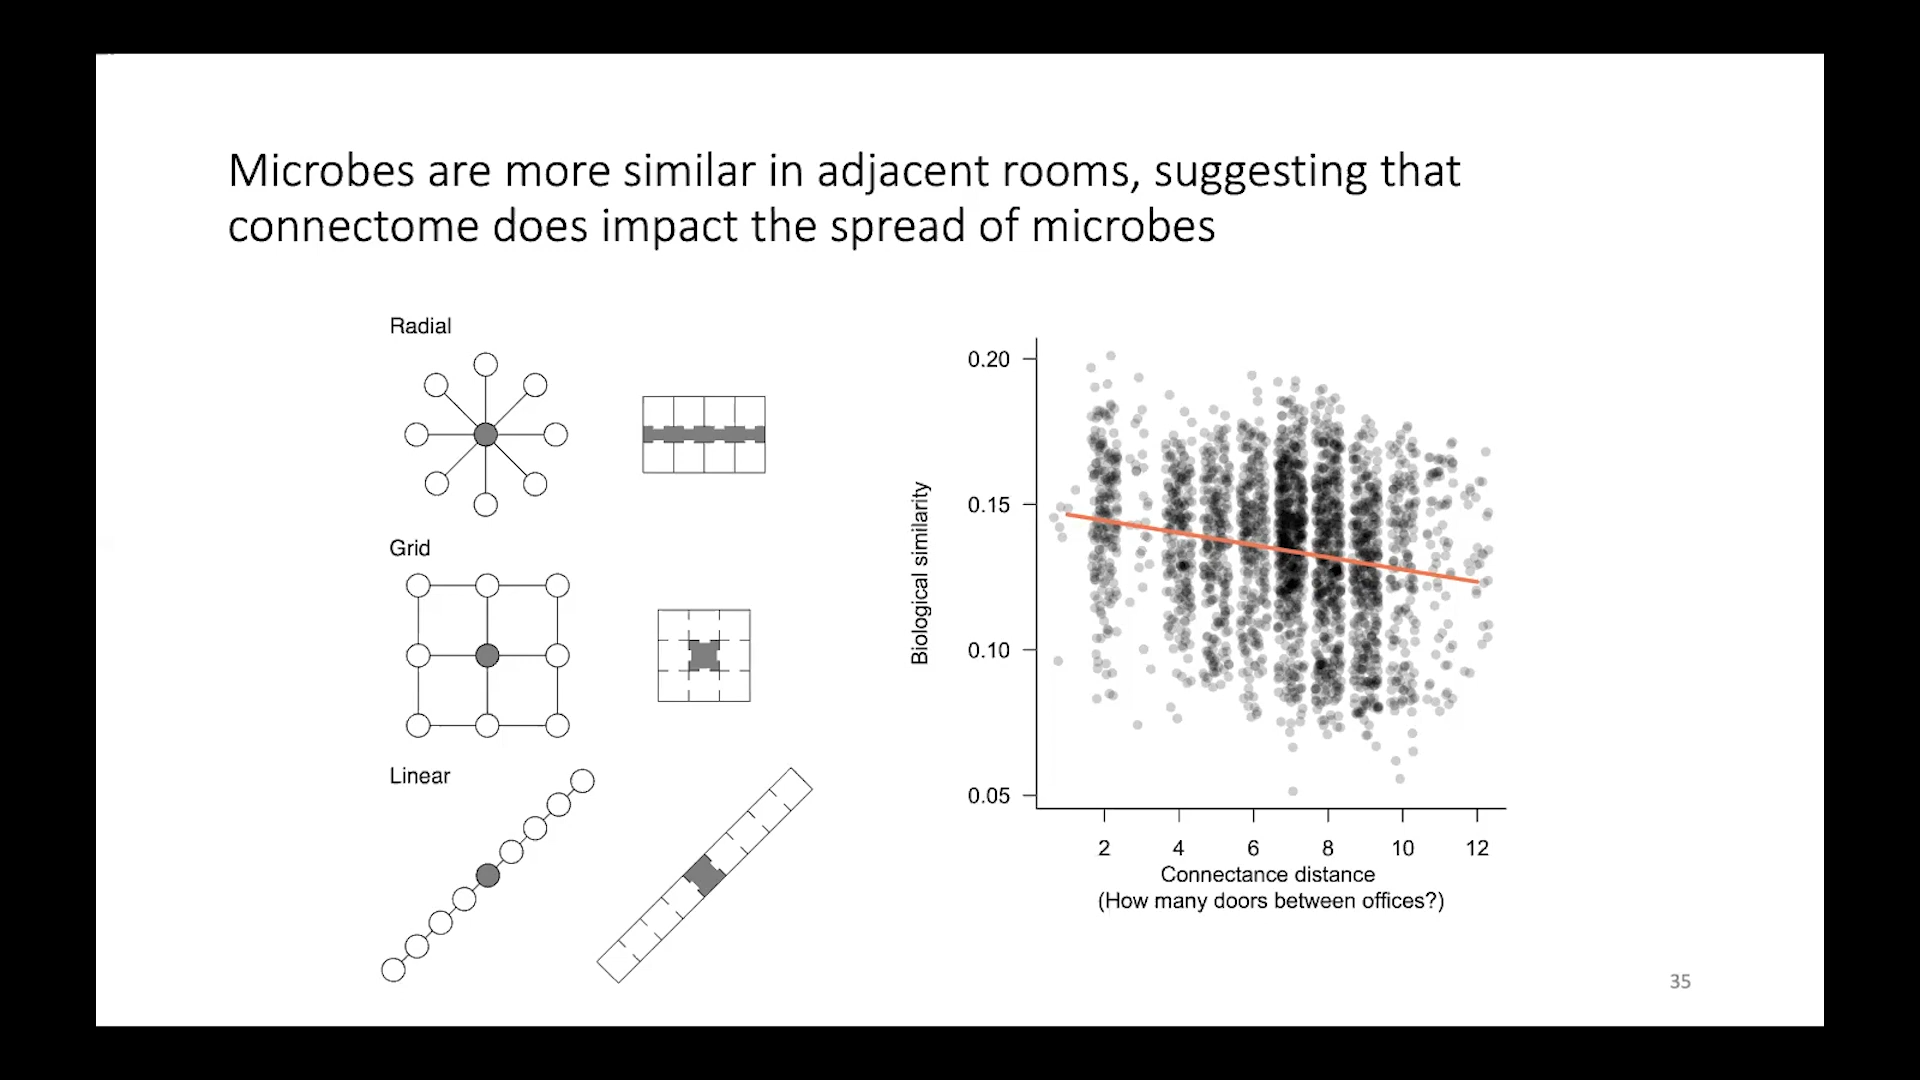 Microbes are more similar in adjacent rooms, suggesting that
connectome does impact the spread of microbes
Radial
Grid
Linear
Biological similarity
0.20
0.15
0.10
0.05
2 4 6 8 10 12
Connectance distance
(How many doors between offices?)
35